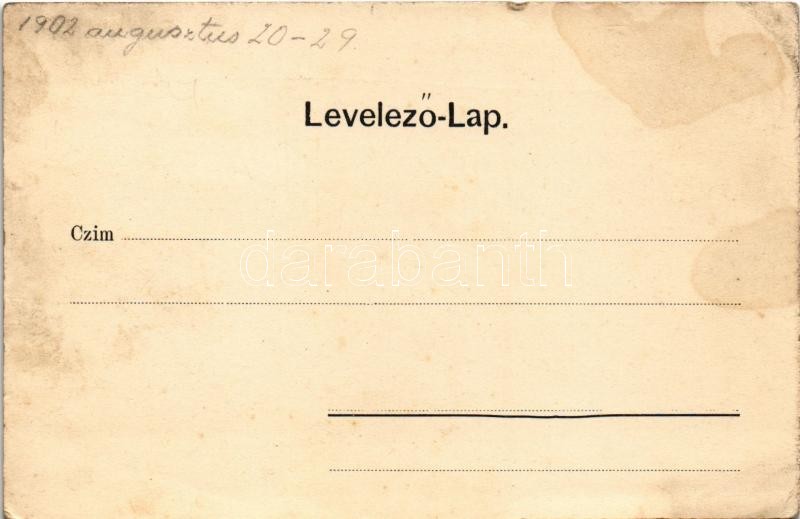 1902 augusztus 20-29.
Levelező-Lap.
Czim
darabanth